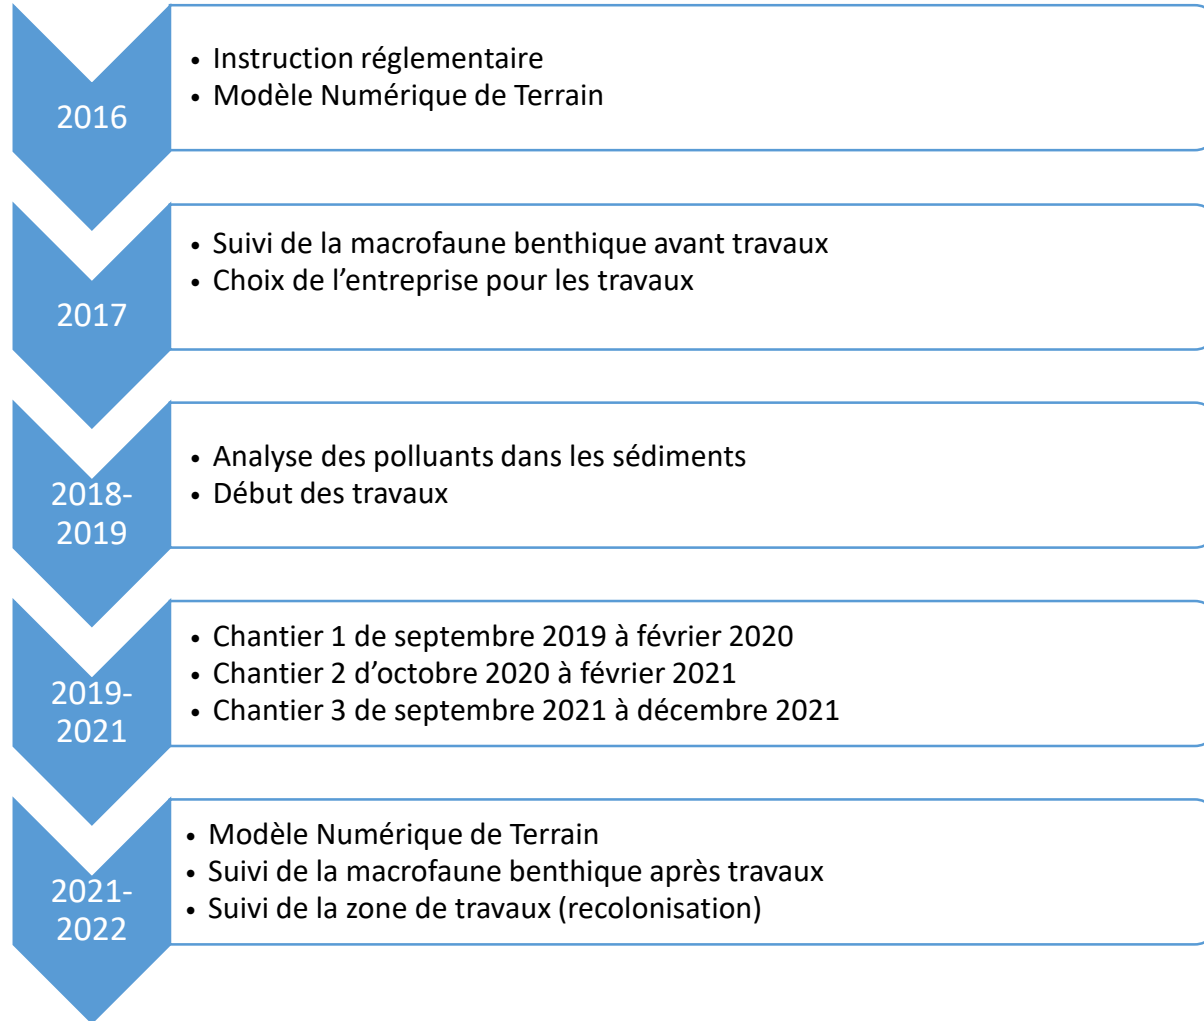 2016
• Instruction réglementaire
• Modèle Numérique de Terrain
2017
• Suivi de la macrofaune benthique avant travaux
• Choix de l’entreprise pour les travaux
2018-
2019
• Analyse des polluants dans les sédiments
• Début des travaux
2019-
2021
• Chantier 1 de septembre 2019 à février 2020
• Chantier 2 d’octobre 2020 à février 2021
• Chantier 3 de septembre 2021 à décembre 2021
2021-
2022
• Modèle Numérique de Terrain
• Suivi de la macrofaune benthique après travaux
• Suivi de la zone de travaux (recolonisation)